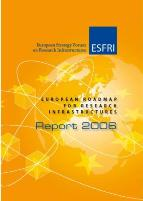 European Strategy Forum
on Research Infrastructures
ESFRI
EUROPEAN ROADMAP
FOR RESEARCH
INFRASTRUCTURES
Report 2006